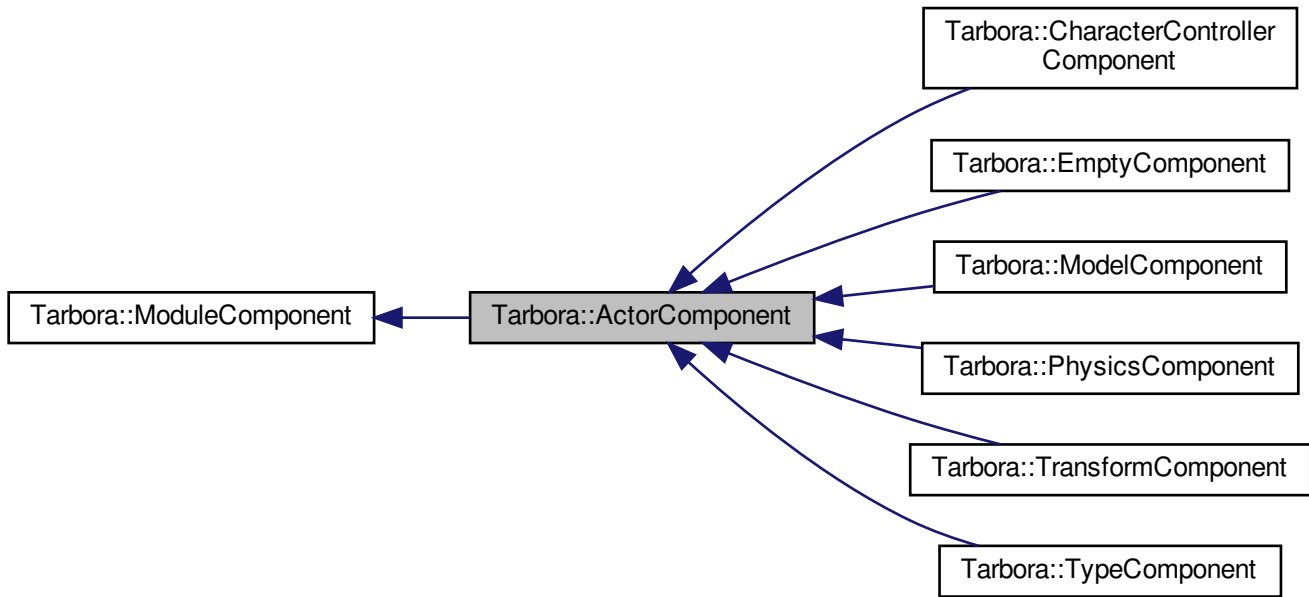 Tarbora::CharacterController
Component
Tarbora::EmptyComponent
Tarbora::ModelComponent
Tarbora::ModuleComponent
Tarbora::ActorComponent
Tarbora::PhysicsComponent
Tarbora::TransformComponent
Tarbora::TypeComponent